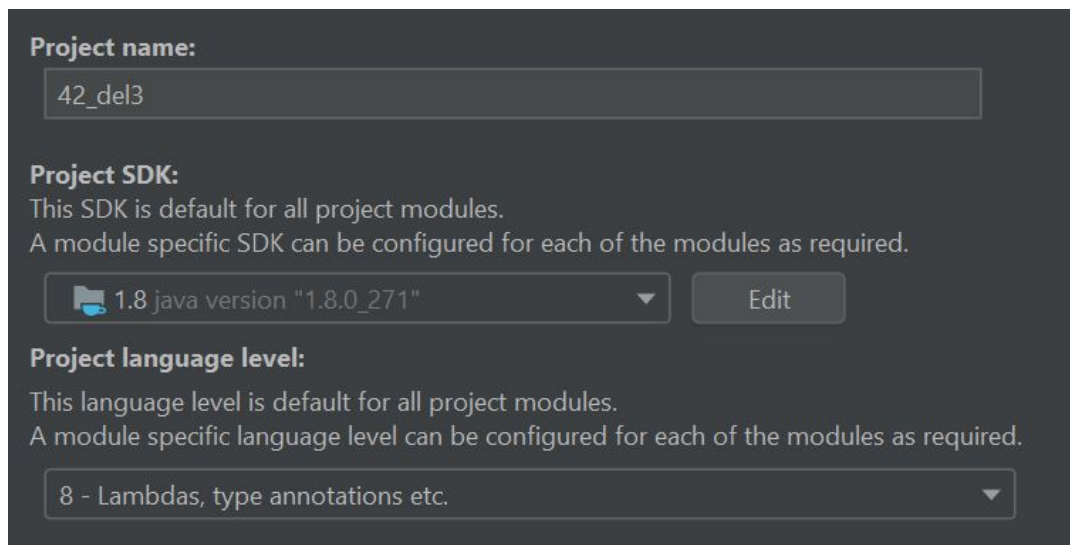 Project name:
42_del3
Project SDK:
This SDK is default for all project modules.
A module specific SDK can be configured for each of the modules as required.
1.8 java version "1.8.0_271"
Edit
Project language level:
This language level is default for all project modules.
A module specific language level can be configured for each of the modules as required.
8 - Lambdas, type annotations etc.